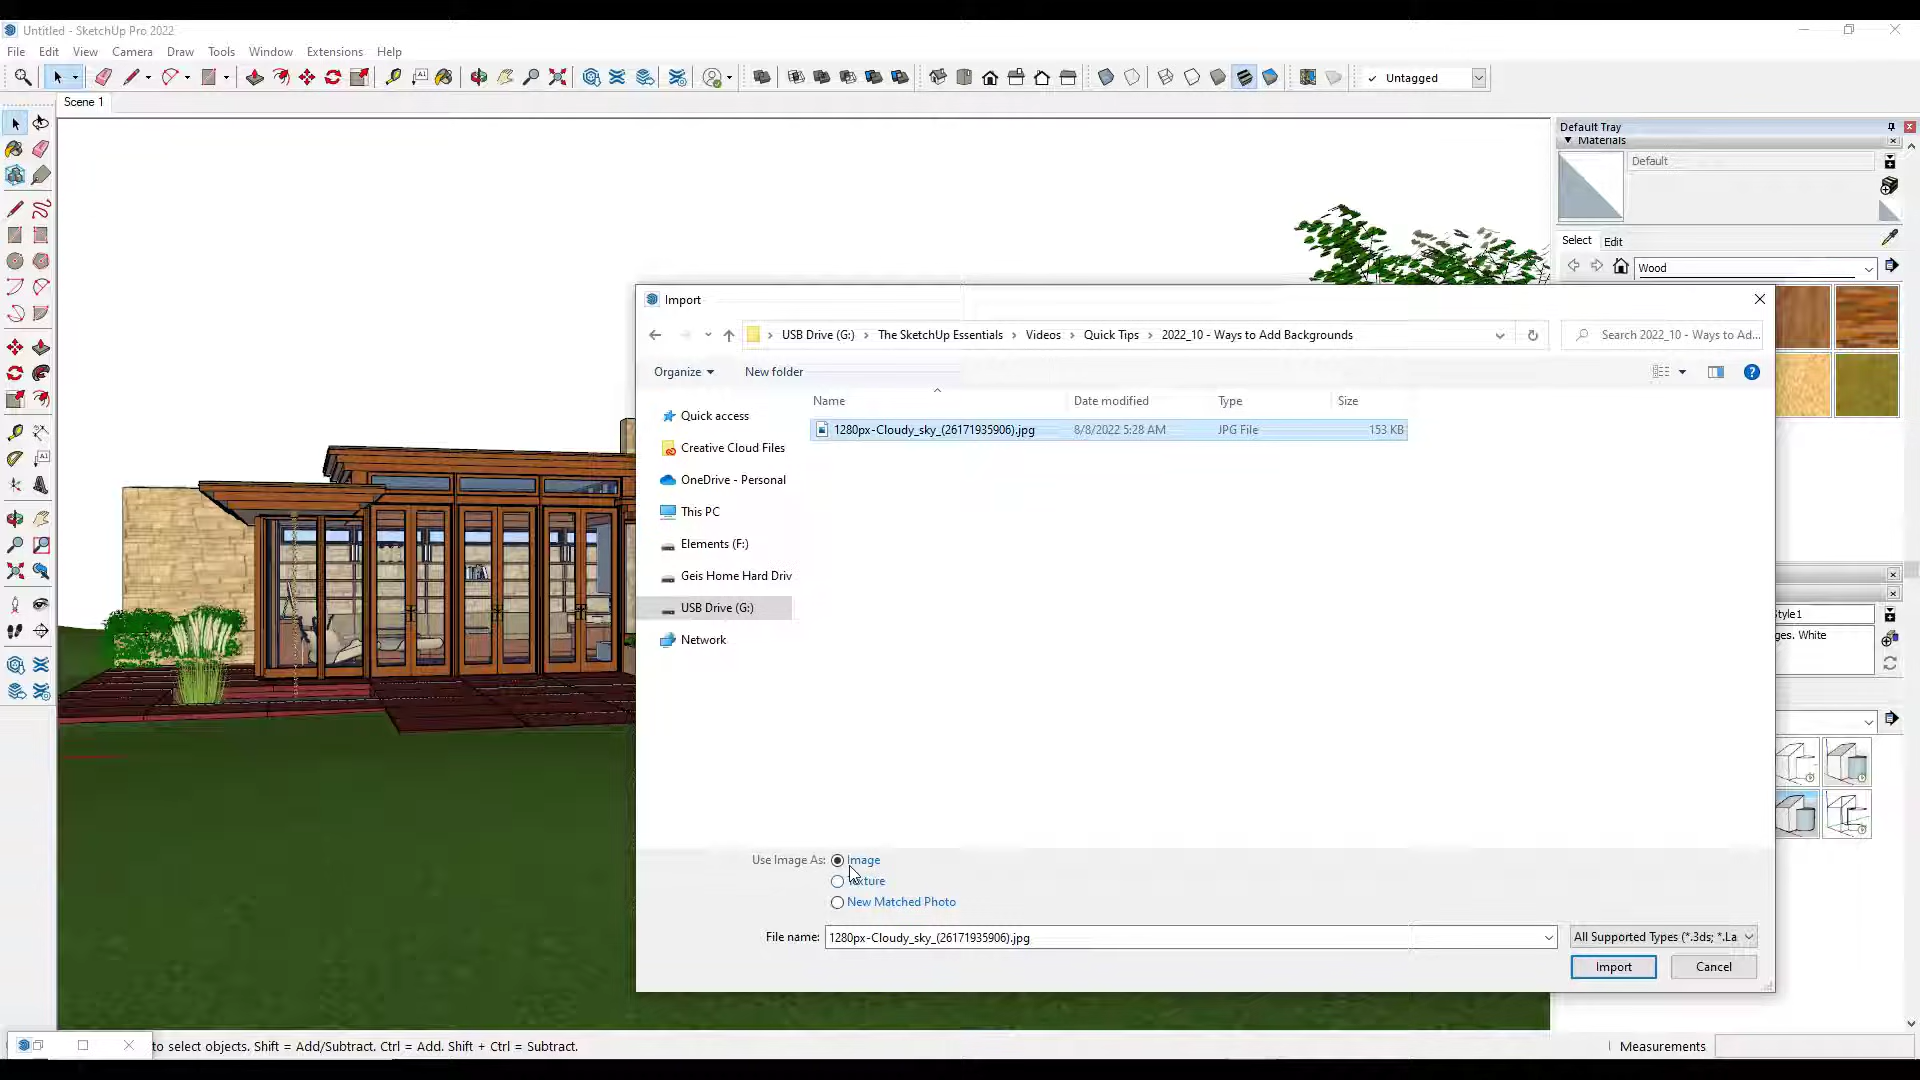 Untitled - SketchUp Pro 2022
File Edit View Camera Draw Tools Window Extensions Help
Untagged
Scene 1
Default Tray
Materials
Default
Select Edit
Wood
Import
USB Drive (G:) > The SketchUp Essentials > Videos > Quick Tips > 2022_10 - Ways to Add Backgrounds
Search 2022_10 - Ways to Ad...
Organize New folder
Name Date modified Type Size
Quick access
1280px-Cloudy_sky_(26171935906).jpg 8/8/2022 5:28 AM JPG File 153 KB
Creative Cloud Files
OneDrive - Personal
This PC
Elements (F:)
Geis Home Hard Driv
USB Drive (G:)
Network
tyle1
ges. White
Use Image As: Image
xture
New Matched Photo
File name: 1280px-Cloudy_sky_(26171935906).jpg All Supported Types (*.3ds; *.La
Import Cancel
to select objects. Shift = Add/Subtract. Ctrl = Add. Shift + Ctrl = Subtract.
Measurements